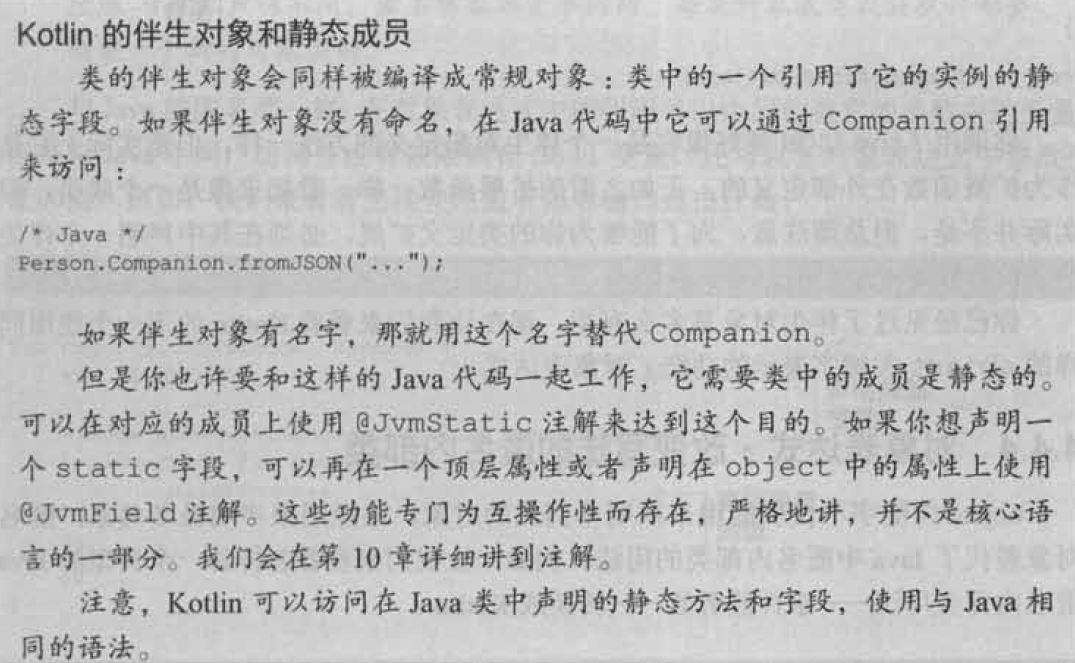 Kotlin 的伴生对象和静态成员
类的伴生对象会同样被编译成常规对象：类中的一个引用了它的实例的静
态字段。如果伴生对象没有命名，在 Java 代码中它可以通过 Companion 引用
来访问：
/* Java */
Person.Companion.fromJSON("...");
如果伴生对象有名字，那就用这个名字替代 Companion。
但是你也许要和这样的 Java 代码一起工作，它需要类中的成员是静态的。
可以在对应的成员上使用 @JvmStatic 注解来达到这个目的。如果你想声明一
个 static 字段，可以再在一个顶层属性或者声明在 object 中的属性上使用
@JvmField 注解。这些功能专门为互操作性而存在，严格地讲，并不是核心语
言的一部分。我们会在第 10 章详细讲到注解。
注意，Kotlin 可以访问在 Java 类中声明的静态方法和字段，使用与 Java 相
同的语法。